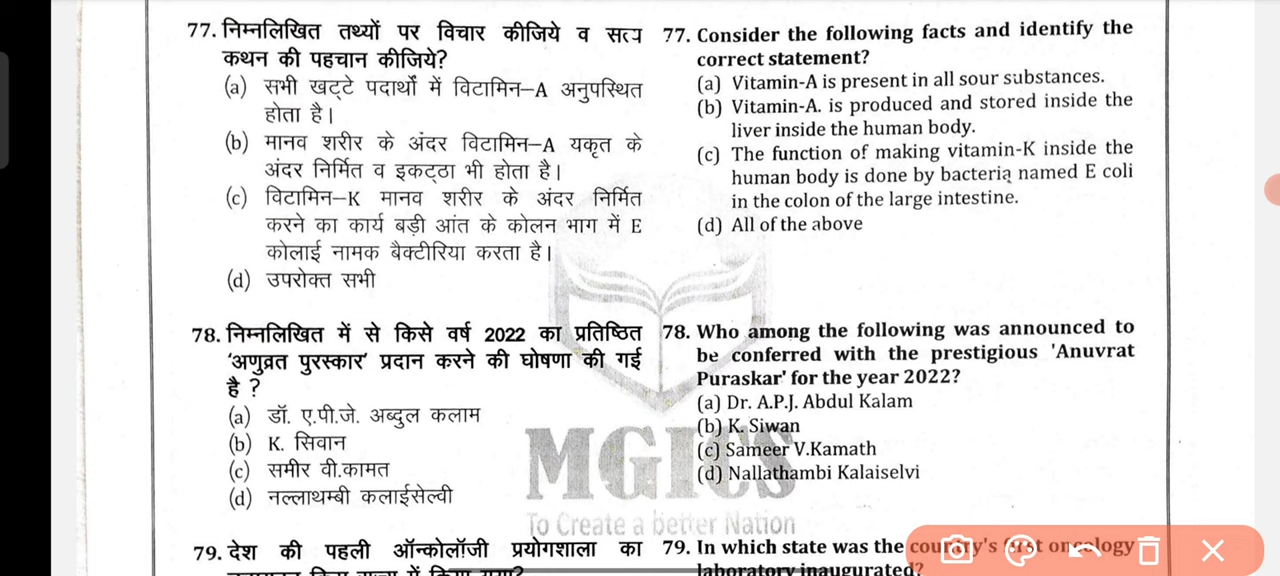 77. निम्नलिखित तथ्यों पर विचार कीजिये व सत्य
कथन की पहचान कीजिये?
(a) सभी खट्टे पदार्थों में विटामिन–A अनुपस्थित
होता है।
(b) मानव शरीर के अंदर विटामिन–A यकृत के
अंदर निर्मित व इकट्ठा भी होता है।
(c) विटामिन–K मानव शरीर के अंदर निर्मित
करने का कार्य बड़ी आंत के कोलन भाग में E
कोलाई नामक बैक्टीरिया करता है।
(d) उपरोक्त सभी
78. निम्नलिखित में से किसे वर्ष 2022 का प्रतिष्ठित
'अणुव्रत पुरस्कार' प्रदान करने की घोषणा की गई
है ?
(a) डॉ. ए.पी.जे. अब्दुल कलाम
(b) K. सिवान
(c) समीर वी.कामत
(d) नल्लाथम्बी कलाईसेल्वी
79. देश की पहली ऑन्कोलॉजी प्रयोगशाला का
77. Consider the following facts and identify the
correct statement?
(a) Vitamin-A is present in all sour substances.
(b) Vitamin-A. is produced and stored inside the
liver inside the human body.
(c) The function of making vitamin-K inside the
human body is done by bacteria named E coli
in the colon of the large intestine.
(d) All of the above
78. Who among the following was announced to
be conferred with the prestigious 'Anuvrat
Puraskar' for the year 2022?
(a) Dr. A.P.J. Abdul Kalam
(b) K. Siwan
(c) Sameer V.Kamath
(d) Nallathambi Kalaiselvi
79. In which state was the country's first oncology
laboratory inaugurated?
MGICS
To Create a better Nation